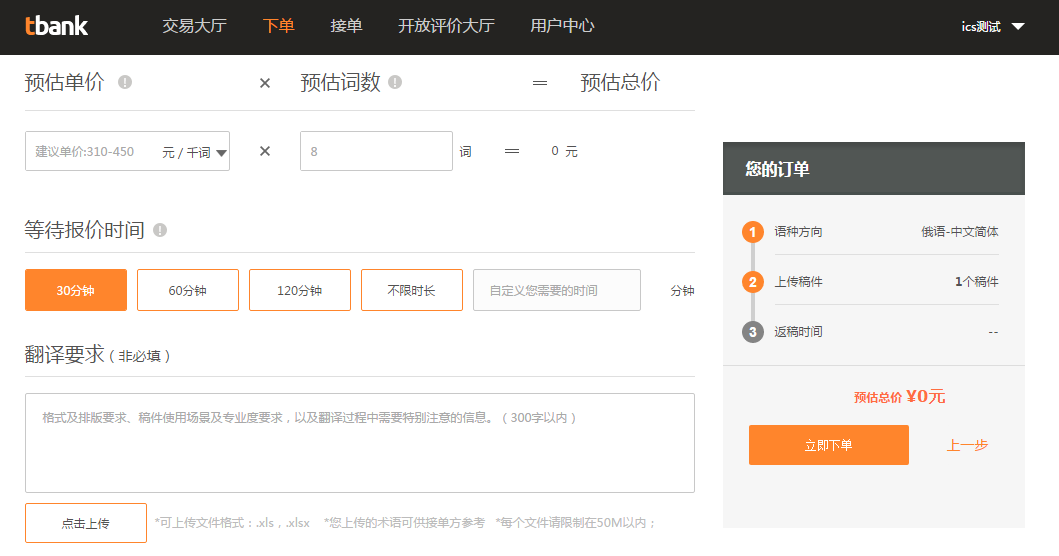 tbank 交易大厅 下单 接单 开放评价大厅 用户中心 ics测试
预估单价 ! × 预估词数 ! = 预估总价
建议单价:310-450 元 / 千词 × 8 词 = 0 元
等待报价时间 !
30分钟 60分钟 120分钟 不限时长 自定义您需要的时间 分钟
翻译要求 ( 非必填 )
格式及排版要求、稿件使用场景及专业度要求，以及翻译过程中需要特别注意的信息。( 300字以内 )
点击上传 *可上传文件格式：.xls，.xlsx *您上传的术语可供接单方参考 *每个文件请限制在50M以内；
您的订单
1 语种方向 俄语-中文简体
2 上传稿件 1个稿件
3 返稿时间 --
预估总价 ¥0元
立即下单 上一步